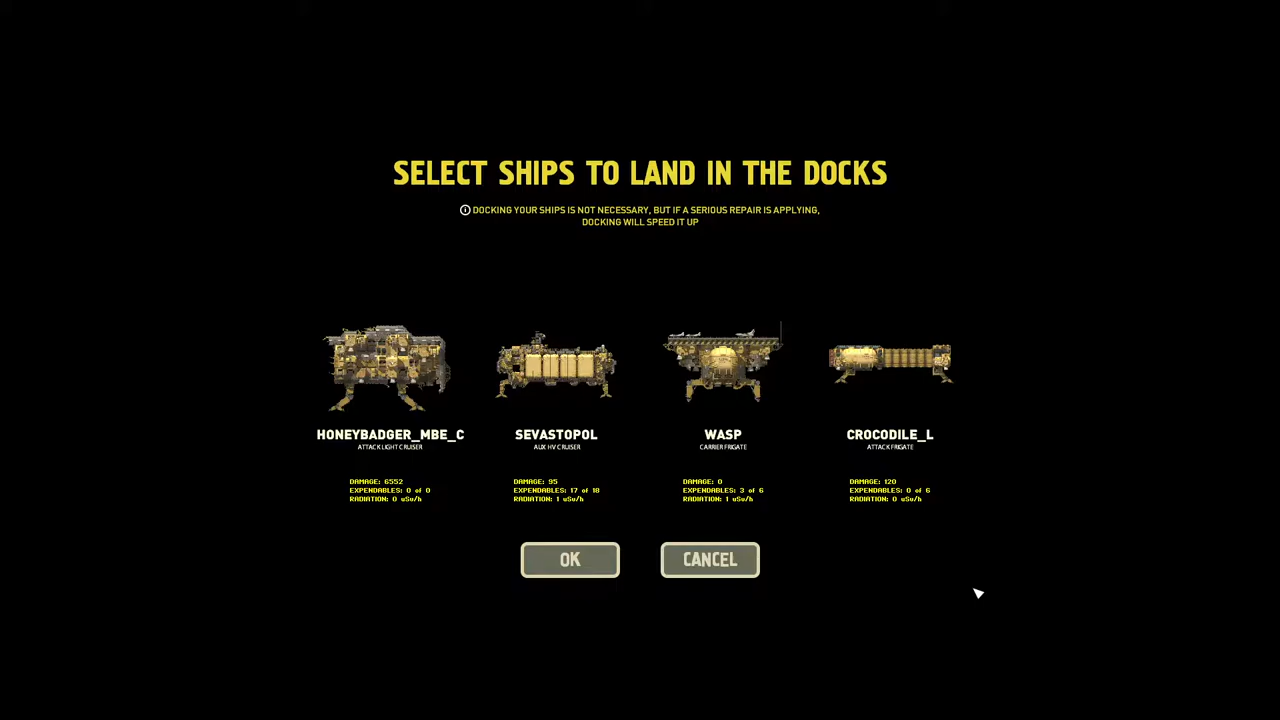 SELECT SHIPS TO LAND IN THE DOCKS
DOCKING YOUR SHIPS IS NOT NECESSARY, BUT IF A SERIOUS REPAIR IS APPLYING,
DOCKING WILL SPEED IT UP
HONEYBADGER_MBE_C
ATTACK LIGHT CRUISER
DAMAGE: 6552
EXPENDABLES: 0 of 0
RADIATION: 0 uSv/h
SEVASTOPOL
AUX HV CRUISER
DAMAGE: 95
EXPENDABLES: 17 of 18
RADIATION: 1 uSv/h
WASP
CARRIER FRIGATE
DAMAGE: 0
EXPENDABLES: 3 of 6
RADIATION: 1 uSv/h
CROCODILE_L
ATTACK FRIGATE
DAMAGE: 120
EXPENDABLES: 0 of 6
RADIATION: 0 uSv/h
OK
CANCEL